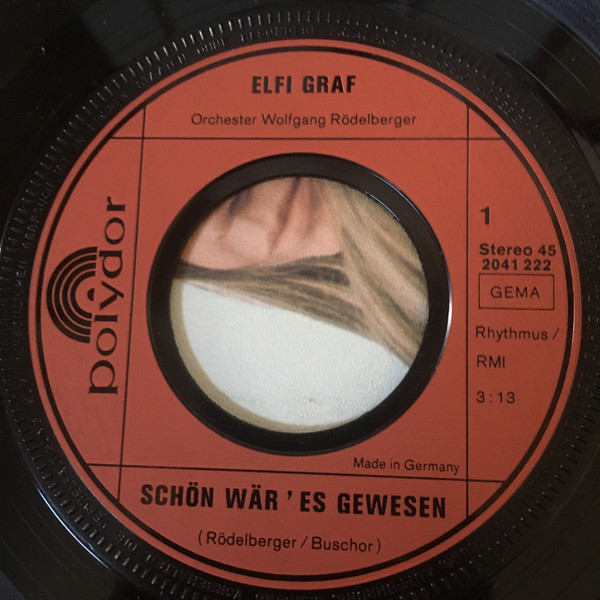 ELFI GRAF
Orchester Wolfgang Rödelberger
polydor
1
Stereo 45
2041 222
GEMA
Rhythmus /
RMI
3:13
Made in Germany
SCHÖN WÄR'ES GEWESEN
(Rödelberger/Buschor)